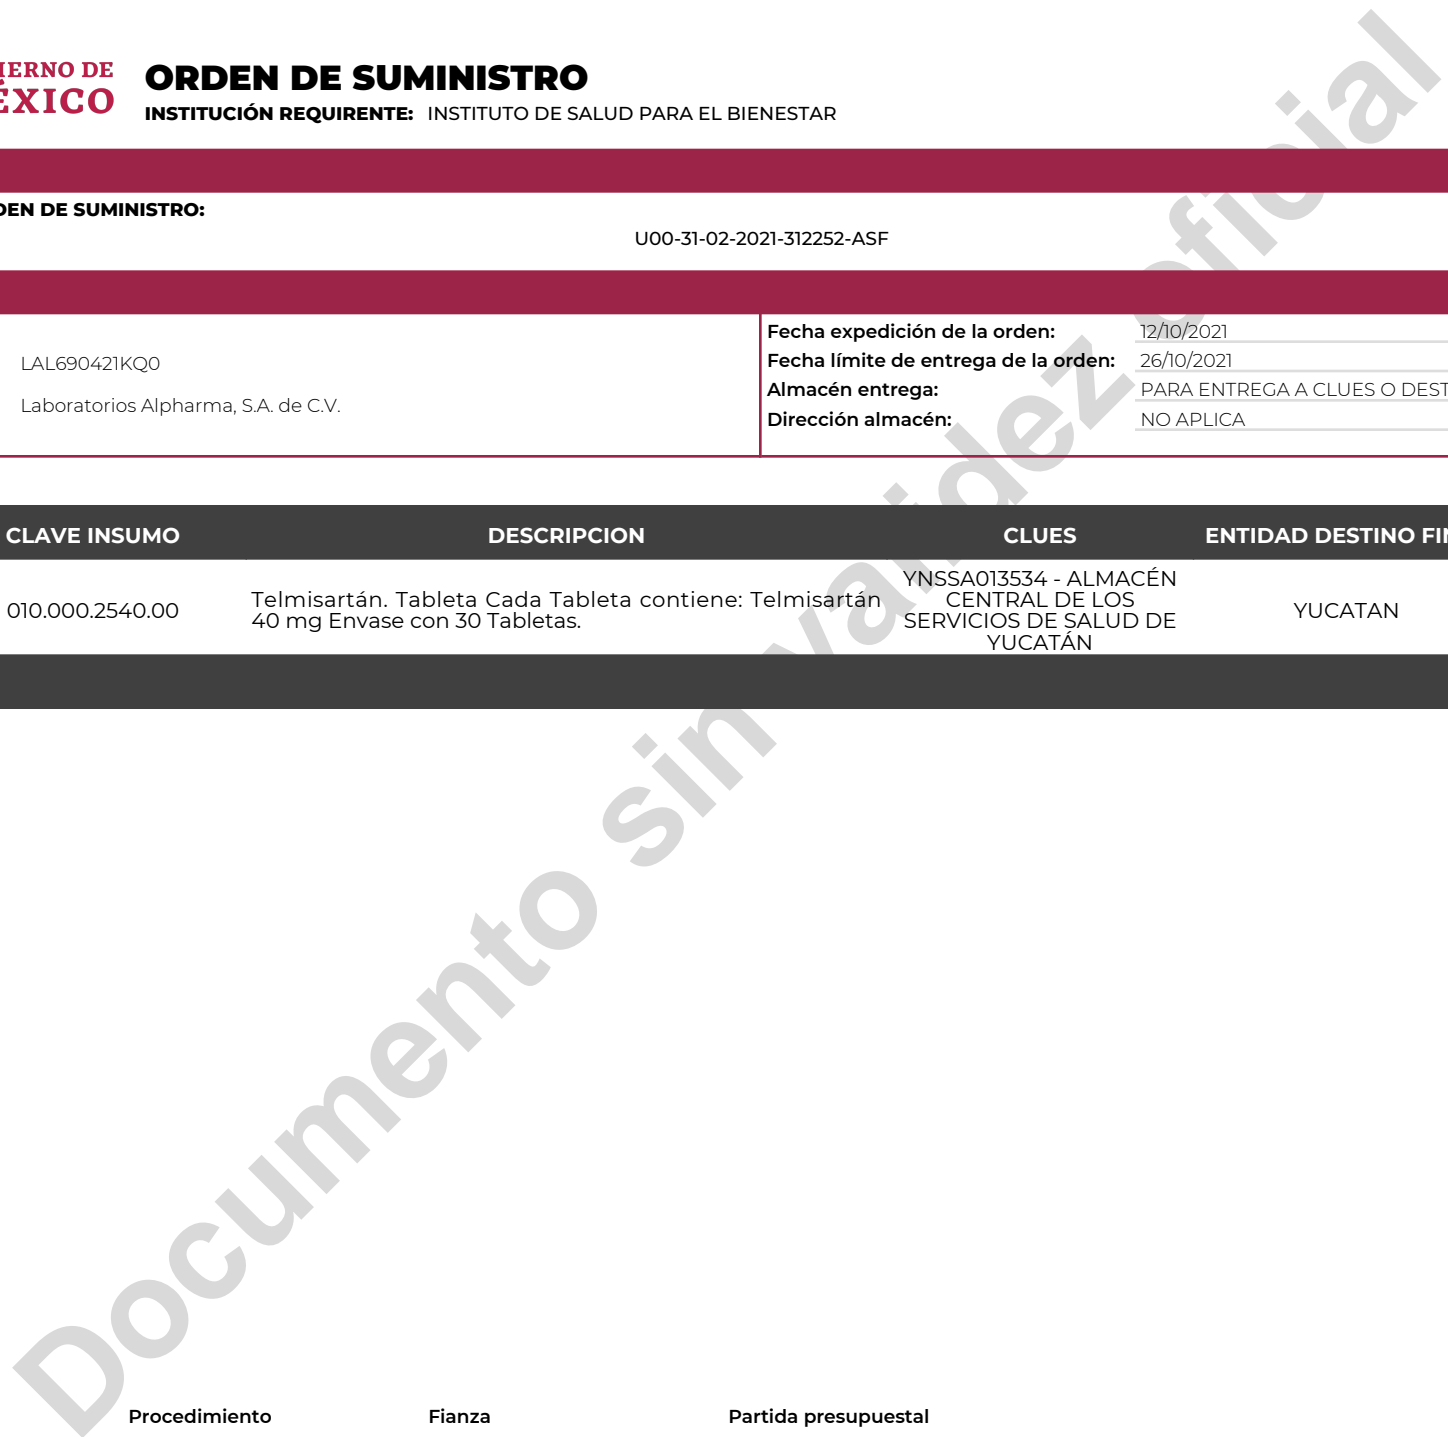 IERNO DE
ÉXICO
ORDEN DE SUMINISTRO
INSTITUCIÓN REQUIRENTE: INSTITUTO DE SALUD PARA EL BIENESTAR
DEN DE SUMINISTRO:
U00-31-02-2021-312252-ASF
LAL690421KQ0
Laboratorios Alpharma, S.A. de C.V.
Fecha expedición de la orden: 12/10/2021
Fecha límite de entrega de la orden: 26/10/2021
Almacén entrega: PARA ENTREGA A CLUES O DEST
Dirección almacén: NO APLICA
CLAVE INSUMO DESCRIPCION CLUES ENTIDAD DESTINO FIN
010.000.2540.00
Telmisartán. Tableta Cada Tableta contiene: Telmisartán
40 mg Envase con 30 Tabletas.
YNSSA013534 - ALMACÉN
CENTRAL DE LOS
SERVICIOS DE SALUD DE
YUCATÁN
YUCATAN
Documento sin validez oficial
Procedimiento Fianza Partida presupuestal